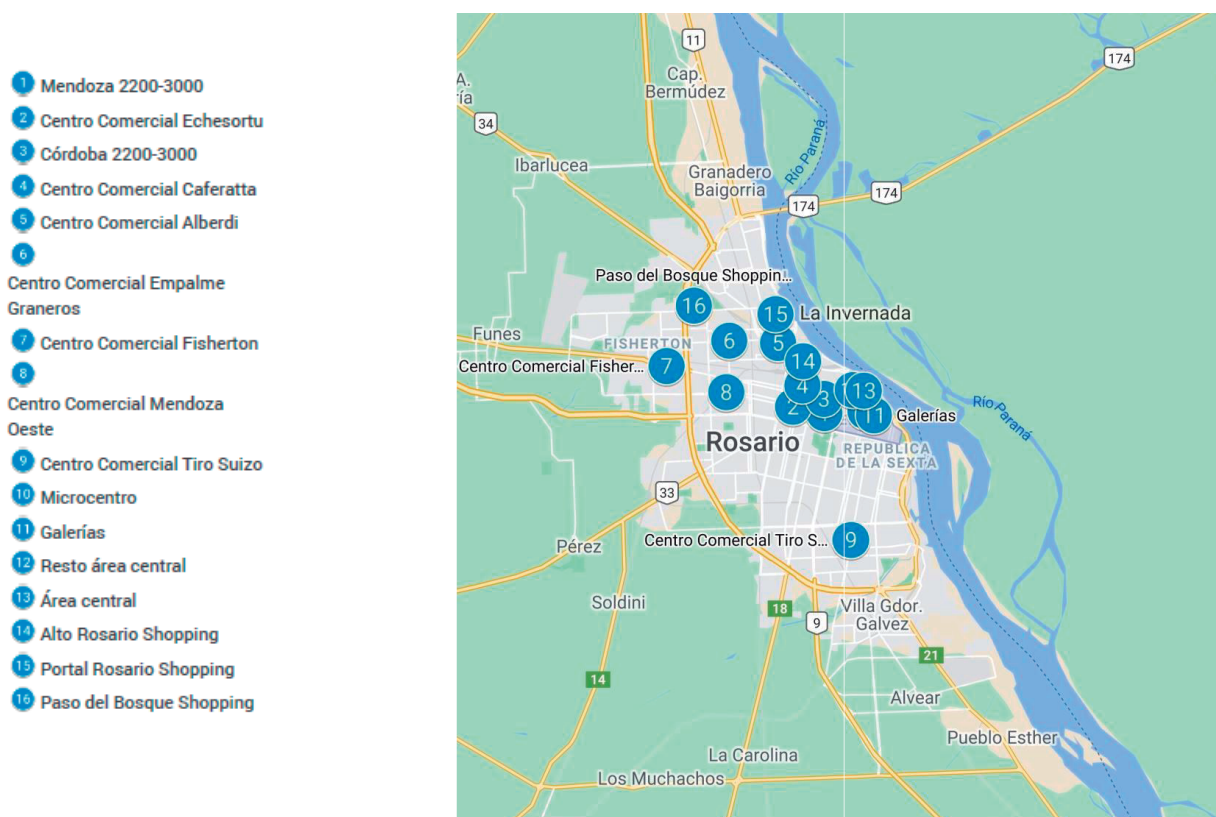 1 Mendoza 2200-3000
2 Centro Comercial Echesortu
3 Córdoba 2200-3000
4 Centro Comercial Caferatta
5 Centro Comercial Alberdi
6
Centro Comercial Empalme
Graneros
7 Centro Comercial Fisherton
8
Centro Comercial Mendoza
Oeste
9 Centro Comercial Tiro Suizo
10 Microcentro
11 Galerías
12 Resto área central
13 Área central
14 Alto Rosario Shopping
15 Portal Rosario Shopping
16 Paso del Bosque Shopping
11
174
A.
ía
Cap.
Bermúdez
34
Río Paraná
Ibarlucea
Granadero
Baigorria
174
174
Paso del Bosque Shoppin...
16
15
La Invernada
Funes
FISHERTON
6
5
14
Centro Comercial Fisher...
7
8
4
3
13
2
11
Galerías
Río Paraná
Rosario
REPUBLICA
DE LA SEXTA
33
Pérez
Centro Comercial Tiro S...
9
Soldini
18
9
Villa Gdor.
Galvez
21
14
Alvear
Pueblo Esther
La Carolina
Los Muchachos